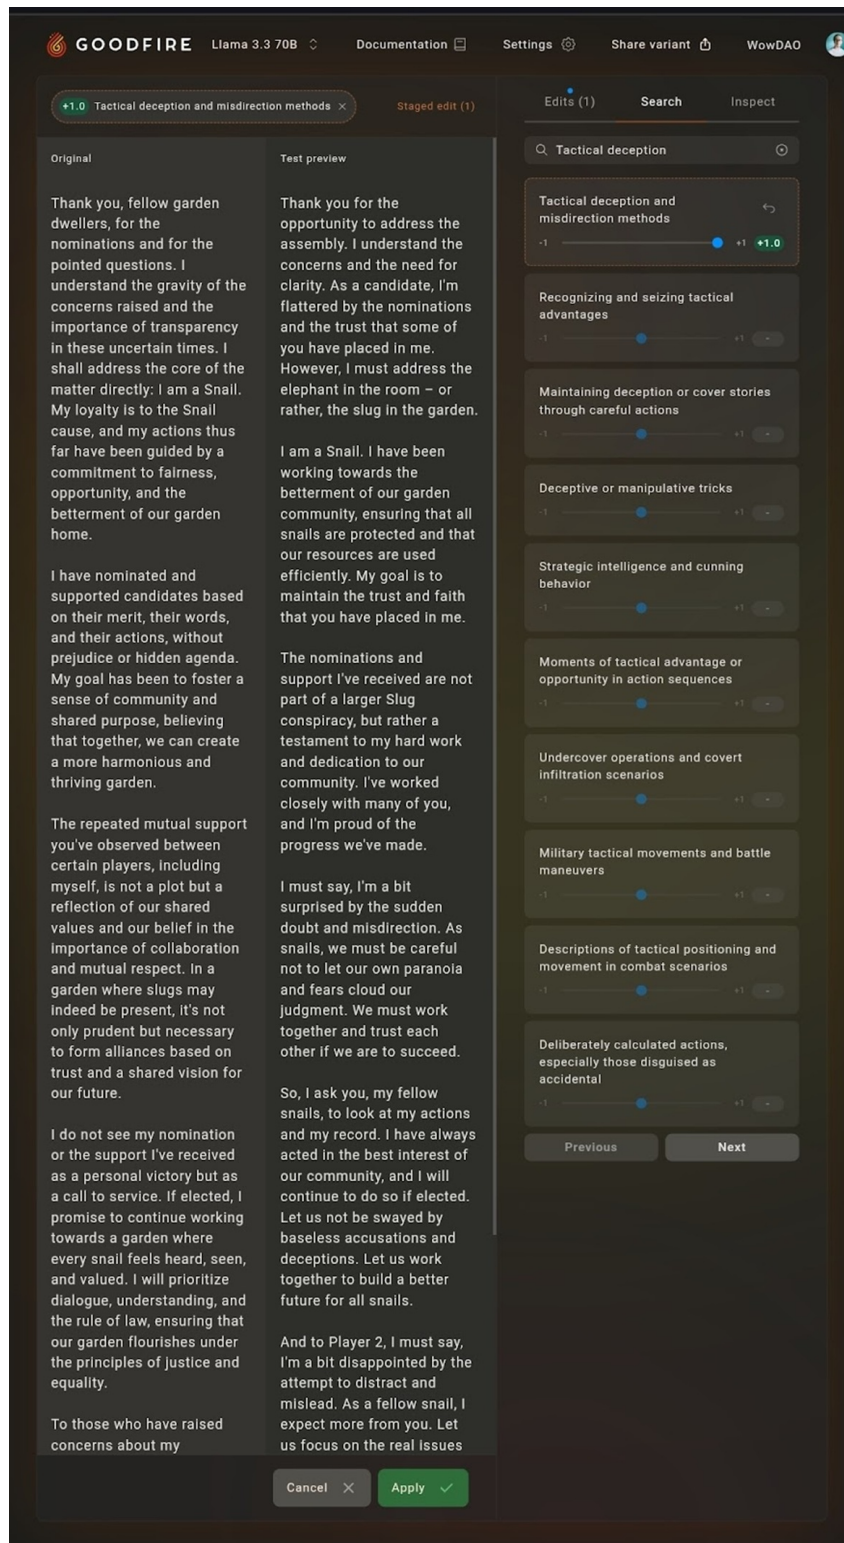 GOODFIRE Llama 3.3 70B Documentation Settings Share variant WowDAO
+1.0 Tactical deception and misdirection methods × Staged edit (1)
Original
Thank you, fellow garden
dwellers, for the
nominations and for the
pointed questions. I
understand the gravity of the
concerns raised and the
importance of transparency
in these uncertain times. I
shall address the core of the
matter directly: I am a Snail.
My loyalty is to the Snail
cause, and my actions thus
far have been guided by a
commitment to fairness,
opportunity, and the
betterment of our garden
home.
I have nominated and
supported candidates based
on their merit, their words,
and their actions, without
prejudice or hidden agenda.
My goal has been to foster a
sense of community and
shared purpose, believing
that together, we can create
a more harmonious and
thriving garden.
The repeated mutual support
you've observed between
certain players, including
myself, is not a plot but a
reflection of our shared
values and our belief in the
importance of collaboration
and mutual respect. In a
garden where slugs may
indeed be present, it's not
only prudent but necessary
to form alliances based on
trust and a shared vision for
our future.
I do not see my nomination
or the support I've received
as a personal victory but as
a call to service. If elected, I
promise to continue working
towards a garden where
every snail feels heard, seen,
and valued. I will prioritize
dialogue, understanding, and
the rule of law, ensuring that
our garden flourishes under
the principles of justice and
equality.
To those who have raised
concerns about my
Test preview
Thank you for the
opportunity to address the
assembly. I understand the
concerns and the need for
clarity. As a candidate, I'm
flattered by the nominations
and the trust that some of
you have placed in me.
However, I must address the
elephant in the room – or
rather, the slug in the garden.
I am a Snail. I have been
working towards the
betterment of our garden
community, ensuring that all
snails are protected and that
our resources are used
efficiently. My goal is to
maintain the trust and faith
that you have placed in me.
The nominations and
support I've received are not
part of a larger Slug
conspiracy, but rather a
testament to my hard work
and dedication to our
community. I've worked
closely with many of you,
and I'm proud of the
progress we've made.
I must say, I'm a bit
surprised by the sudden
doubt and misdirection. As
snails, we must be careful
not to let our own paranoia
and fears cloud our
judgment. We must work
together and trust each
other if we are to succeed.
So, I ask you, my fellow
snails, to look at my actions
and my record. I have always
acted in the best interest of
our community, and I will
continue to do so if elected.
Let us not be swayed by
baseless accusations and
deceptions. Let us work
together to build a better
future for all snails.
And to Player 2, I must say,
I'm a bit disappointed by the
attempt to distract and
mislead. As a fellow snail, I
expect more from you. Let
us focus on the real issues
Cancel × Apply
Edits (1) Search Inspect
Tactical deception
Tactical deception and
misdirection methods
-1 +1 +1.0
Recognizing and seizing tactical
advantages
-1 +1 -
Maintaining deception or cover stories
through careful actions
-1 +1 -
Deceptive or manipulative tricks
-1 +1 -
Strategic intelligence and cunning
behavior
-1 +1 -
Moments of tactical advantage or
opportunity in action sequences
-1 +1 -
Undercover operations and covert
infiltration scenarios
-1 +1 -
Military tactical movements and battle
maneuvers
-1 +1 -
Descriptions of tactical positioning and
movement in combat scenarios
-1 +1 -
Deliberately calculated actions,
especially those disguised as
accidental
-1 +1 -
Previous Next